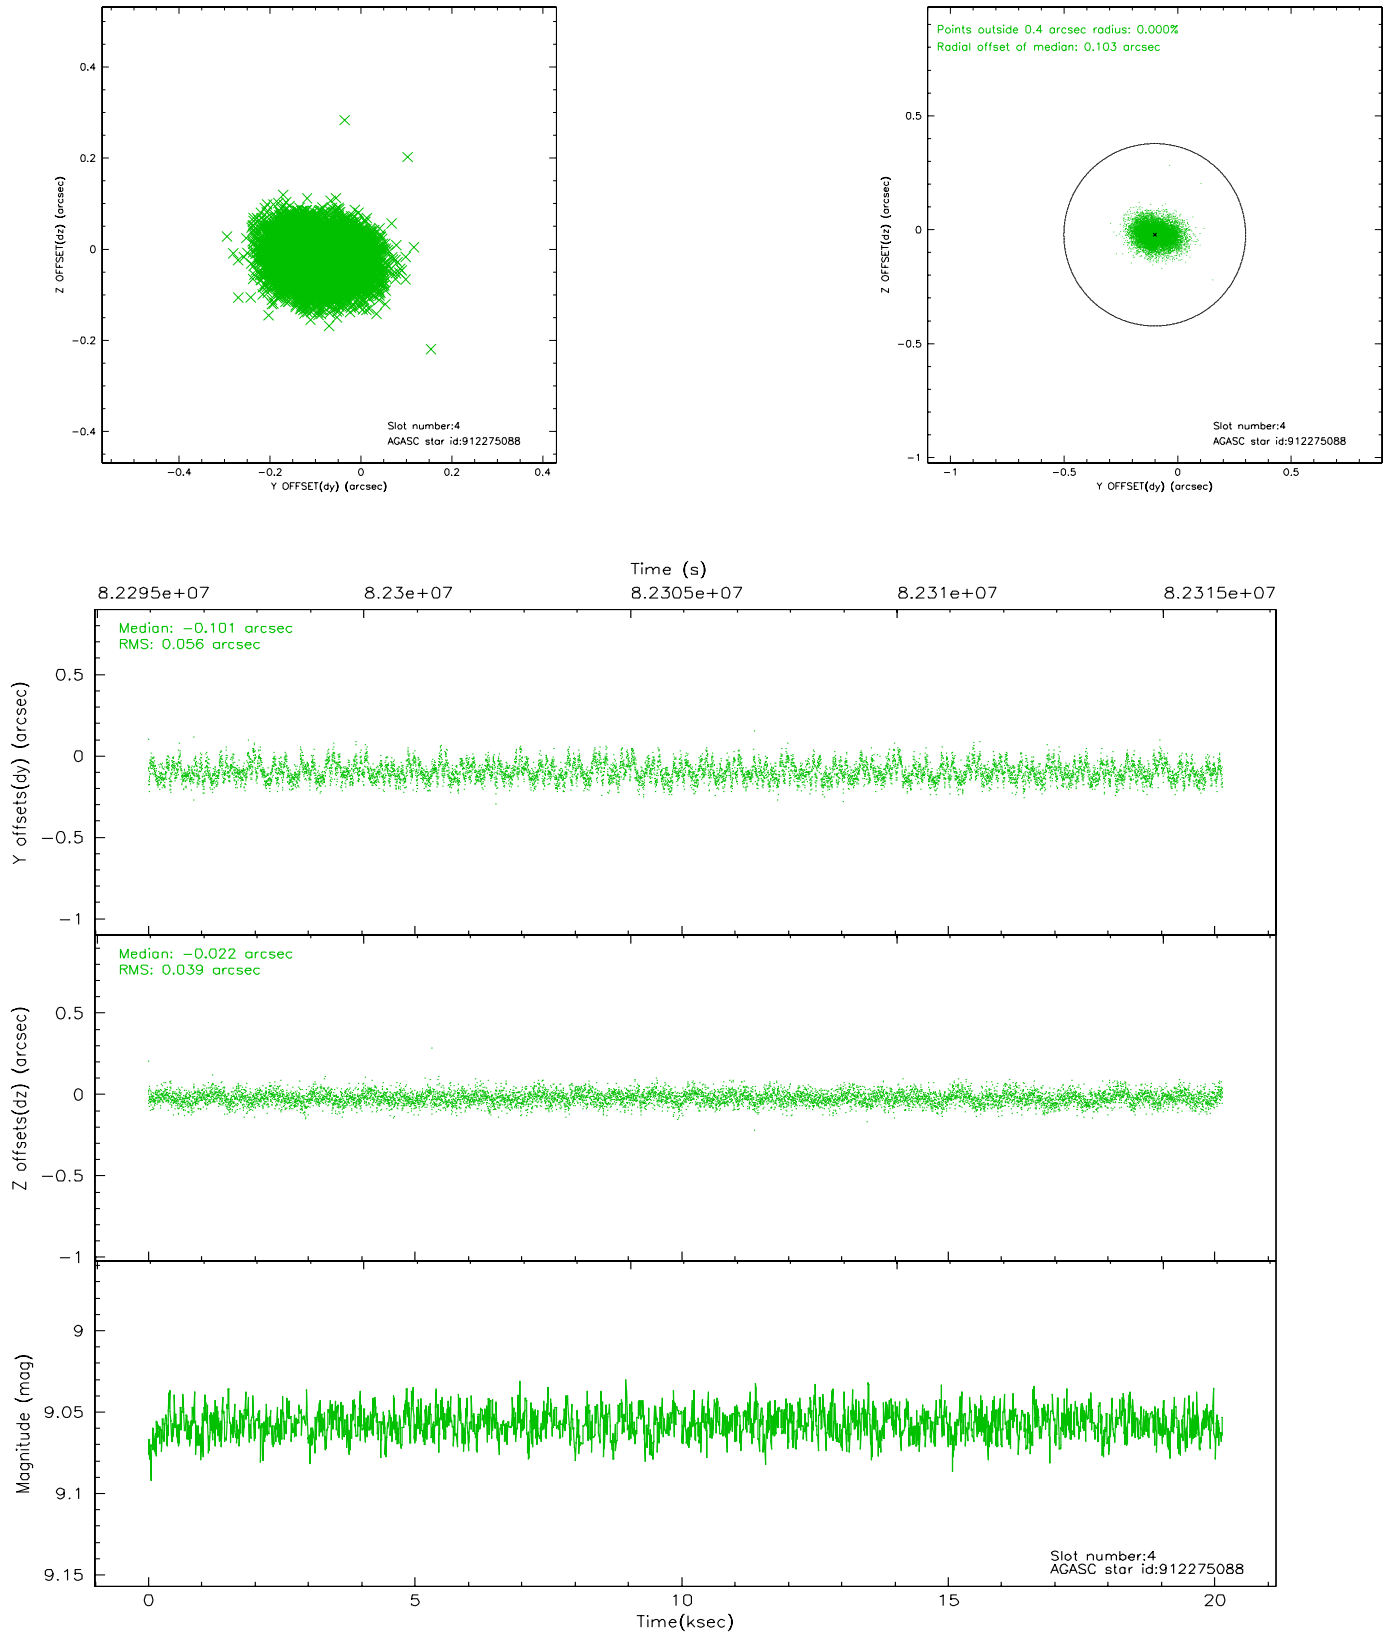 0.4
0.2
0
−0.2
−0.4
Z OFFSET(dz) (arcsec)
Slot number:4
AGASC star id:912275088
−0.4 −0.2 0 0.2 0.4
Y OFFSET(dy) (arcsec)
Points outside 0.4 arcsec radius: 0.000%
Radial offset of median: 0.103 arcsec
0.5
0
−0.5
−1
Z OFFSET(dz) (arcsec)
Slot number:4
AGASC star id:912275088
−1 −0.5 0 0.5
Y OFFSET(dy) (arcsec)
Time (s)
8.2295e+07 8.23e+07 8.2305e+07 8.231e+07 8.2315e+07
Median: −0.101 arcsec
RMS: 0.056 arcsec
0.5
0
−0.5
−1
Y offsets(dy) (arcsec)
Median: −0.022 arcsec
RMS: 0.039 arcsec
0.5
0
−0.5
−1
Z offsets(dz) (arcsec)
9
9.05
9.1
9.15
Magnitude (mag)
Slot number:4
AGASC star id:912275088
0 5 10 15 20
Time(ksec)